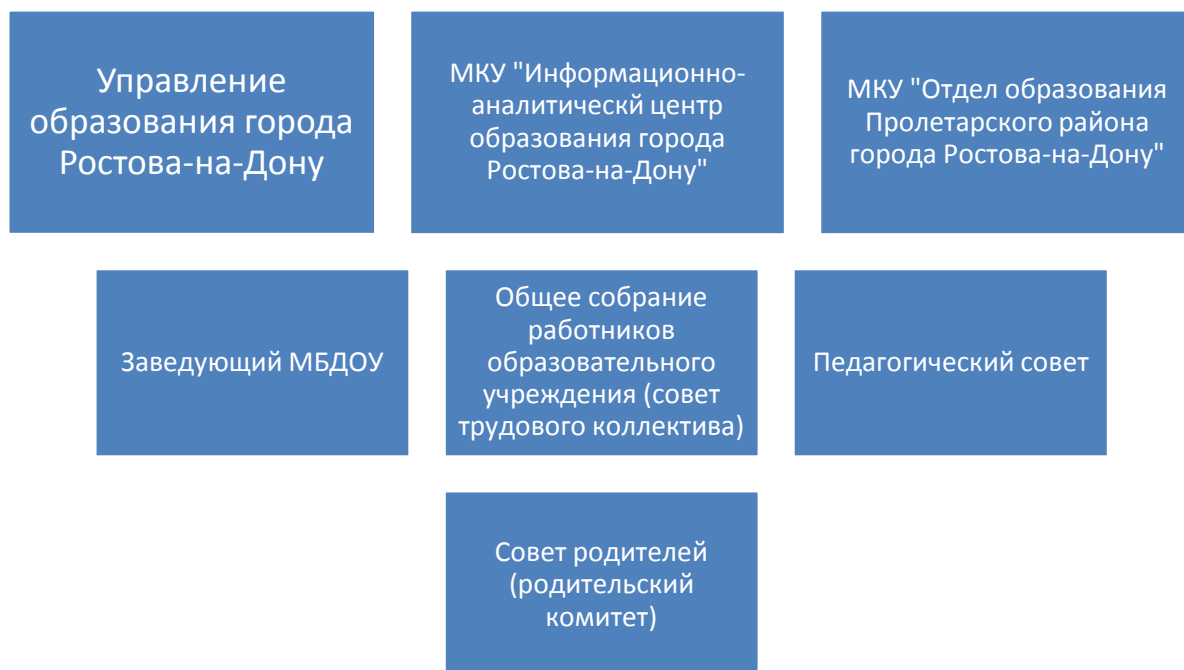 Управление
образования города
Ростова-на-Дону
МКУ "Информационно-
аналитическй центр
образования города
Ростова-на-Дону"
МКУ "Отдел образования
Пролетарского района
города Ростова-на-Дону"
Заведующий МБДОУ
Общее собрание
работников
образовательного
учреждения (совет
трудового коллектива)
Педагогический совет
Совет родителей
(родительский
комитет)